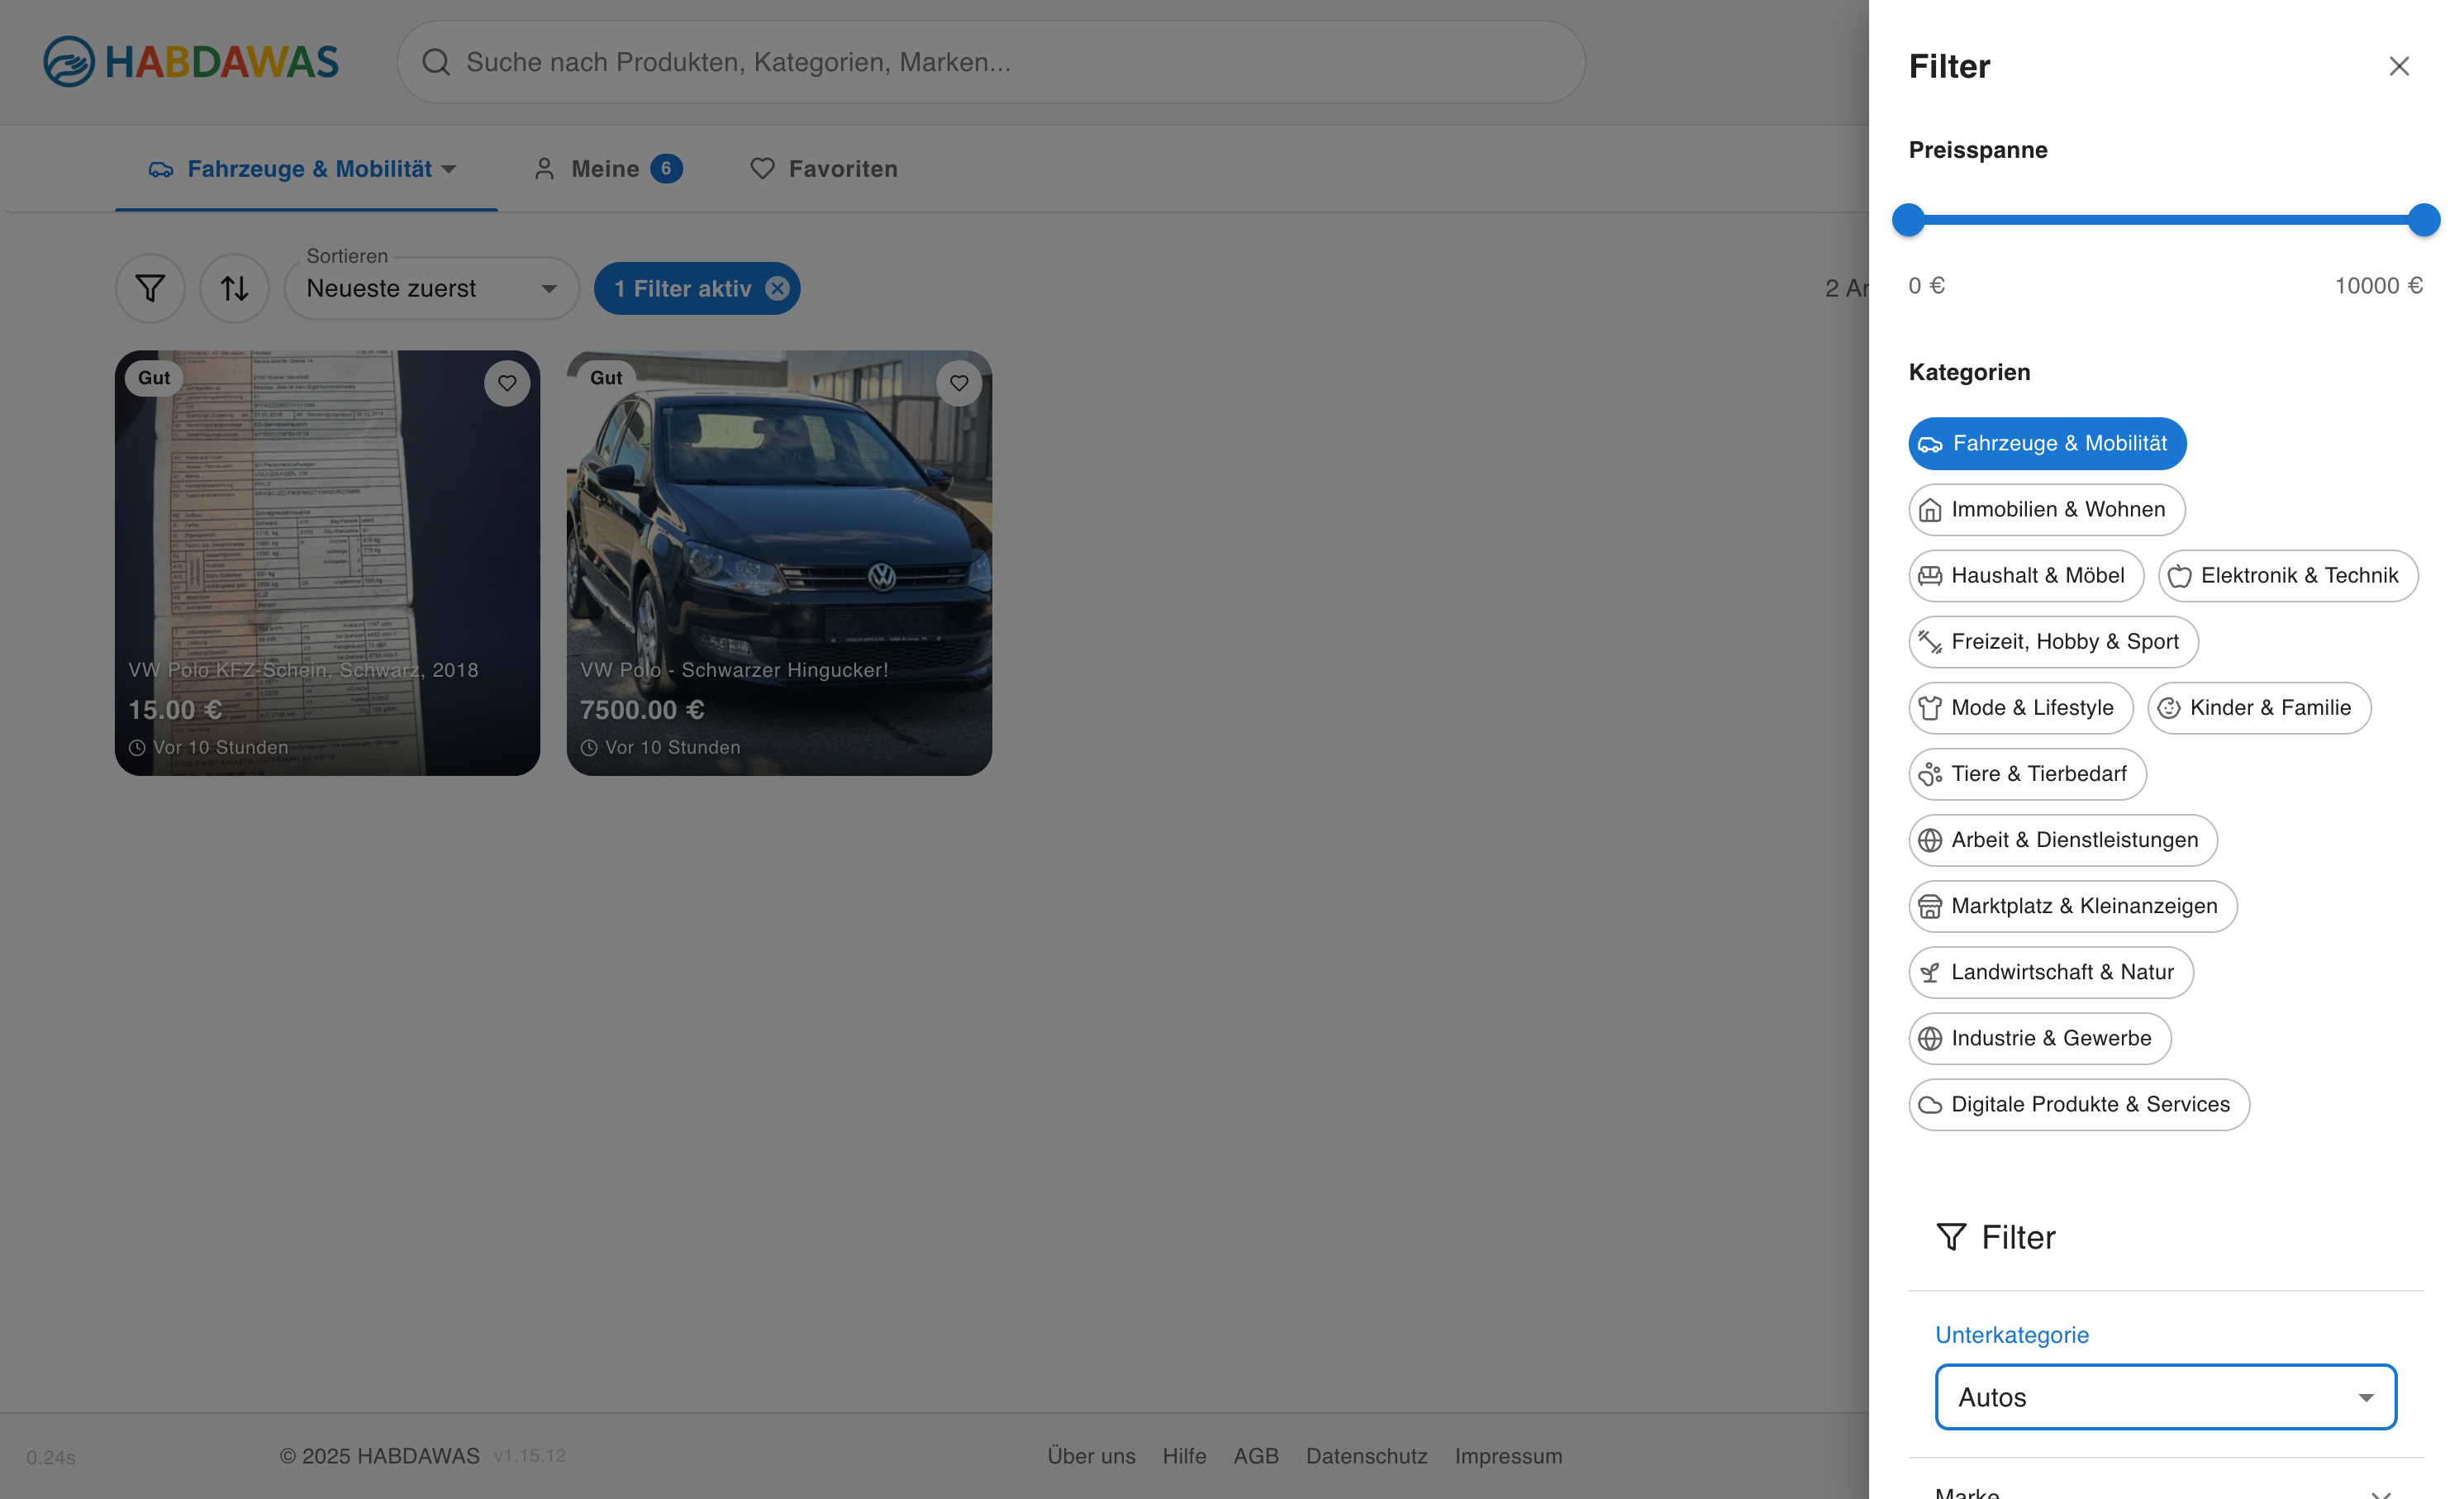 HABDAWAS
Suche nach Produkten, Kategorien, Marken...
Fahrzeuge & Mobilität
Meine 6
Favoriten
Sortieren
Neueste zuerst
1 Filter aktiv
2 Ar
Gut
VW Polo KFZ-Schein, Schwarz, 2018
15.00 €
Vor 10 Stunden
Gut
VW Polo - Schwarzer Hingucker!
7500.00 €
Vor 10 Stunden
0.24s
© 2025 HABDAWAS v1.15.12
Über uns
Hilfe
AGB
Datenschutz
Impressum
Filter
Preisspanne
0 €
10000 €
Kategorien
Fahrzeuge & Mobilität
Immobilien & Wohnen
Haushalt & Möbel
Elektronik & Technik
Freizeit, Hobby & Sport
Mode & Lifestyle
Kinder & Familie
Tiere & Tierbedarf
Arbeit & Dienstleistungen
Marktplatz & Kleinanzeigen
Landwirtschaft & Natur
Industrie & Gewerbe
Digitale Produkte & Services
Filter
Unterkategorie
Autos
Marke